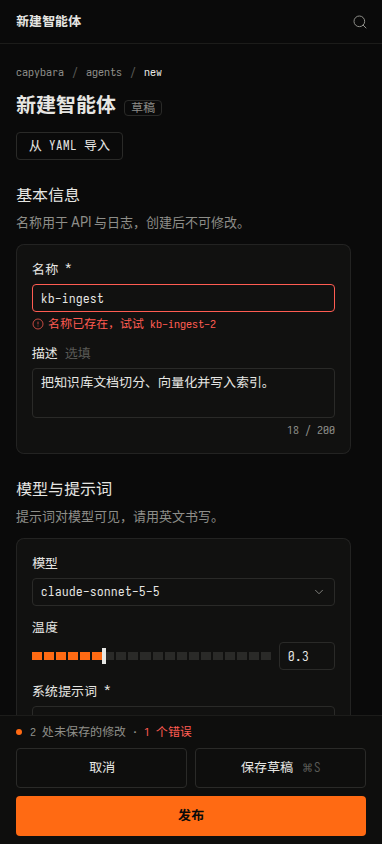 新建智能体
capybara / agents / new
新建智能体 草稿
从 YAML 导入
基本信息
名称用于 API 与日志，创建后不可修改。
名称 *
kb-ingest
名称已存在，试试 kb-ingest-2
描述 选填
把知识库文档切分、向量化并写入索引。
18 / 200
模型与提示词
提示词对模型可见，请用英文书写。
模型
claude-sonnet-5-5
温度
0.3
系统提示词 *
2 处未保存的修改 · 1 个错误
取消
保存草稿 ⌘S
发布